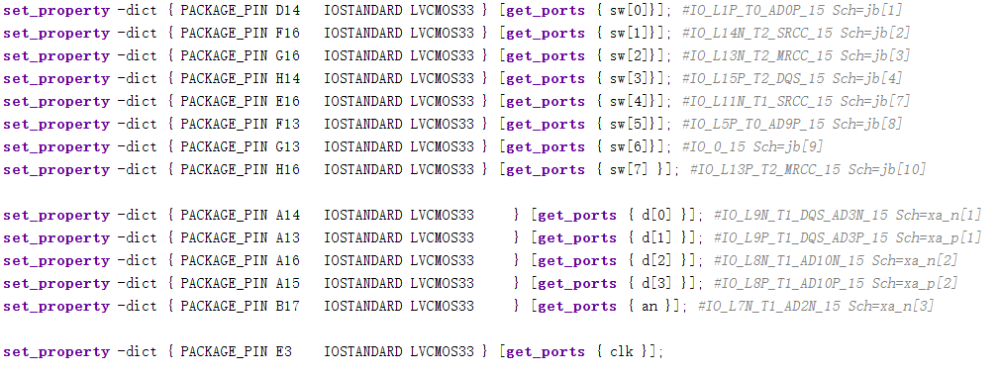 set_property -dict { PACKAGE_PIN D14 IOSTANDARD LVCMOS33 } [get_ports { sw[0]}]; #IO_L1P_T0_AD0P_15 Sch=jb[1]
set_property -dict { PACKAGE_PIN F16 IOSTANDARD LVCMOS33 } [get_ports { sw[1]}]; #IO_L14N_T2_SRCC_15 Sch=jb[2]
set_property -dict { PACKAGE_PIN G16 IOSTANDARD LVCMOS33 } [get_ports { sw[2]}]; #IO_L13N_T2_MRCC_15 Sch=jb[3]
set_property -dict { PACKAGE_PIN H14 IOSTANDARD LVCMOS33 } [get_ports { sw[3]}]; #IO_L15P_T2_DQS_15 Sch=jb[4]
set_property -dict { PACKAGE_PIN E16 IOSTANDARD LVCMOS33 } [get_ports { sw[4]}]; #IO_L11N_T1_SRCC_15 Sch=jb[7]
set_property -dict { PACKAGE_PIN F13 IOSTANDARD LVCMOS33 } [get_ports { sw[5]}]; #IO_L5P_T0_AD9P_15 Sch=jb[8]
set_property -dict { PACKAGE_PIN G13 IOSTANDARD LVCMOS33 } [get_ports { sw[6]}]; #IO_0_15 Sch=jb[9]
set_property -dict { PACKAGE_PIN H16 IOSTANDARD LVCMOS33 } [get_ports { sw[7] }]; #IO_L13P_T2_MRCC_15 Sch=jb[10]
set_property -dict { PACKAGE_PIN A14 IOSTANDARD LVCMOS33 } [get_ports { d[0] }]; #IO_L9N_T1_DQS_AD3N_15 Sch=xa_n[1]
set_property -dict { PACKAGE_PIN A13 IOSTANDARD LVCMOS33 } [get_ports { d[1] }]; #IO_L9P_T1_DQS_AD3P_15 Sch=xa_p[1]
set_property -dict { PACKAGE_PIN A16 IOSTANDARD LVCMOS33 } [get_ports { d[2] }]; #IO_L8N_T1_AD10N_15 Sch=xa_n[2]
set_property -dict { PACKAGE_PIN A15 IOSTANDARD LVCMOS33 } [get_ports { d[3] }]; #IO_L8P_T1_AD10P_15 Sch=xa_p[2]
set_property -dict { PACKAGE_PIN B17 IOSTANDARD LVCMOS33 } [get_ports { an }]; #IO_L7N_T1_AD2N_15 Sch=xa_n[3]
set_property -dict { PACKAGE_PIN E3 IOSTANDARD LVCMOS33 } [get_ports { clk }];